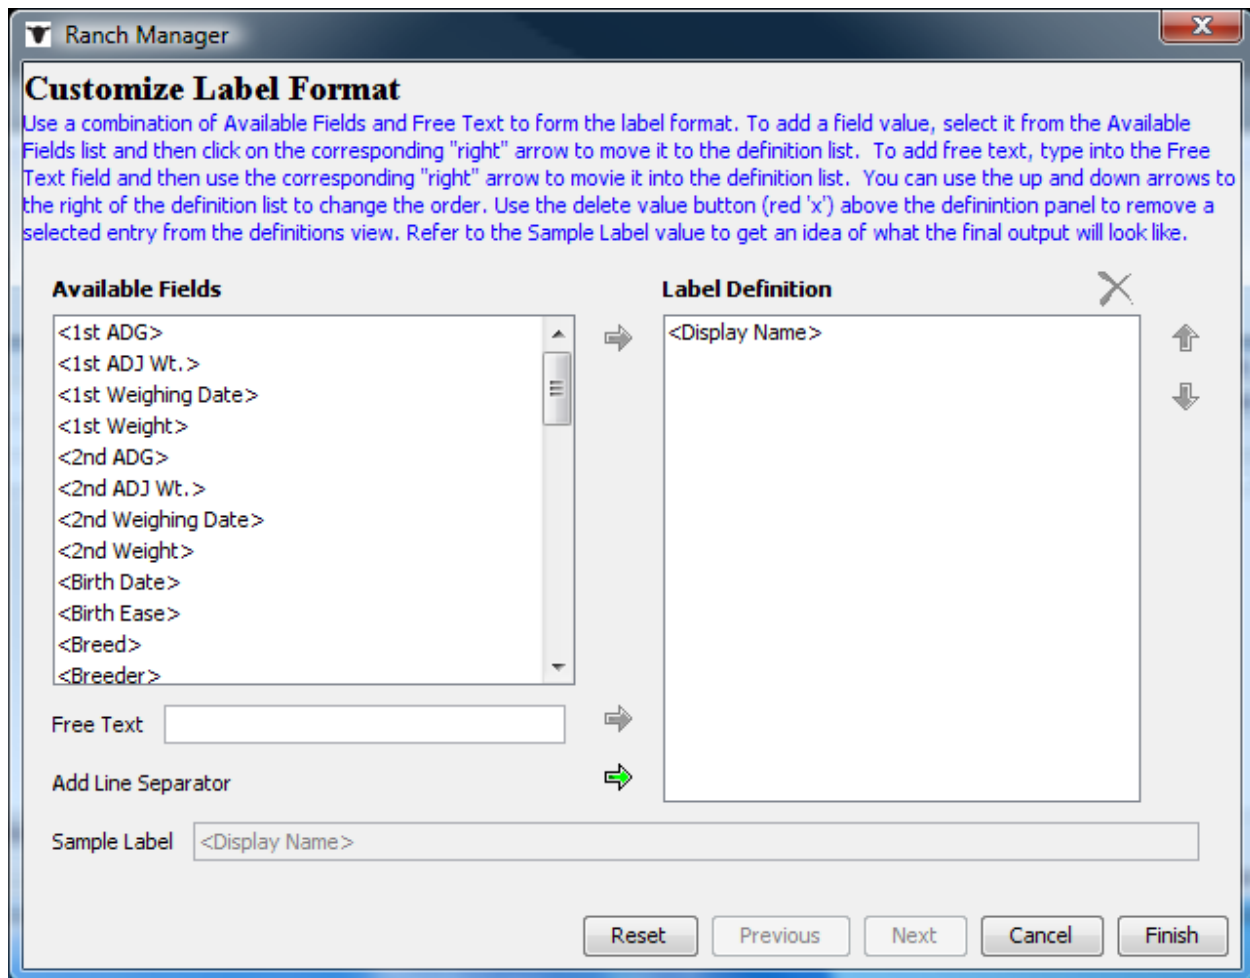 Ranch Manager
Customize Label Format
Use a combination of Available Fields and Free Text to form the label format. To add a field value, select it from the Available
Fields list and then click on the corresponding "right" arrow to move it to the definition list.  To add free text, type into the Free
Text field and then use the corresponding "right" arrow to movie it into the definition list.  You can use the up and down arrows to
the right of the definition list to change the order. Use the delete value button (red 'x') above the definintion panel to remove a
selected entry from the definitions view. Refer to the Sample Label value to get an idea of what the final output will look like.
Available Fields
<1st ADG>
<1st ADJ Wt.>
<1st Weighing Date>
<1st Weight>
<2nd ADG>
<2nd ADJ Wt.>
<2nd Weighing Date>
<2nd Weight>
<Birth Date>
<Birth Ease>
<Breed>
<Breeder>
Label Definition
<Display Name>
Free Text
Add Line Separator
Sample Label <Display Name>
Reset Previous Next Cancel Finish